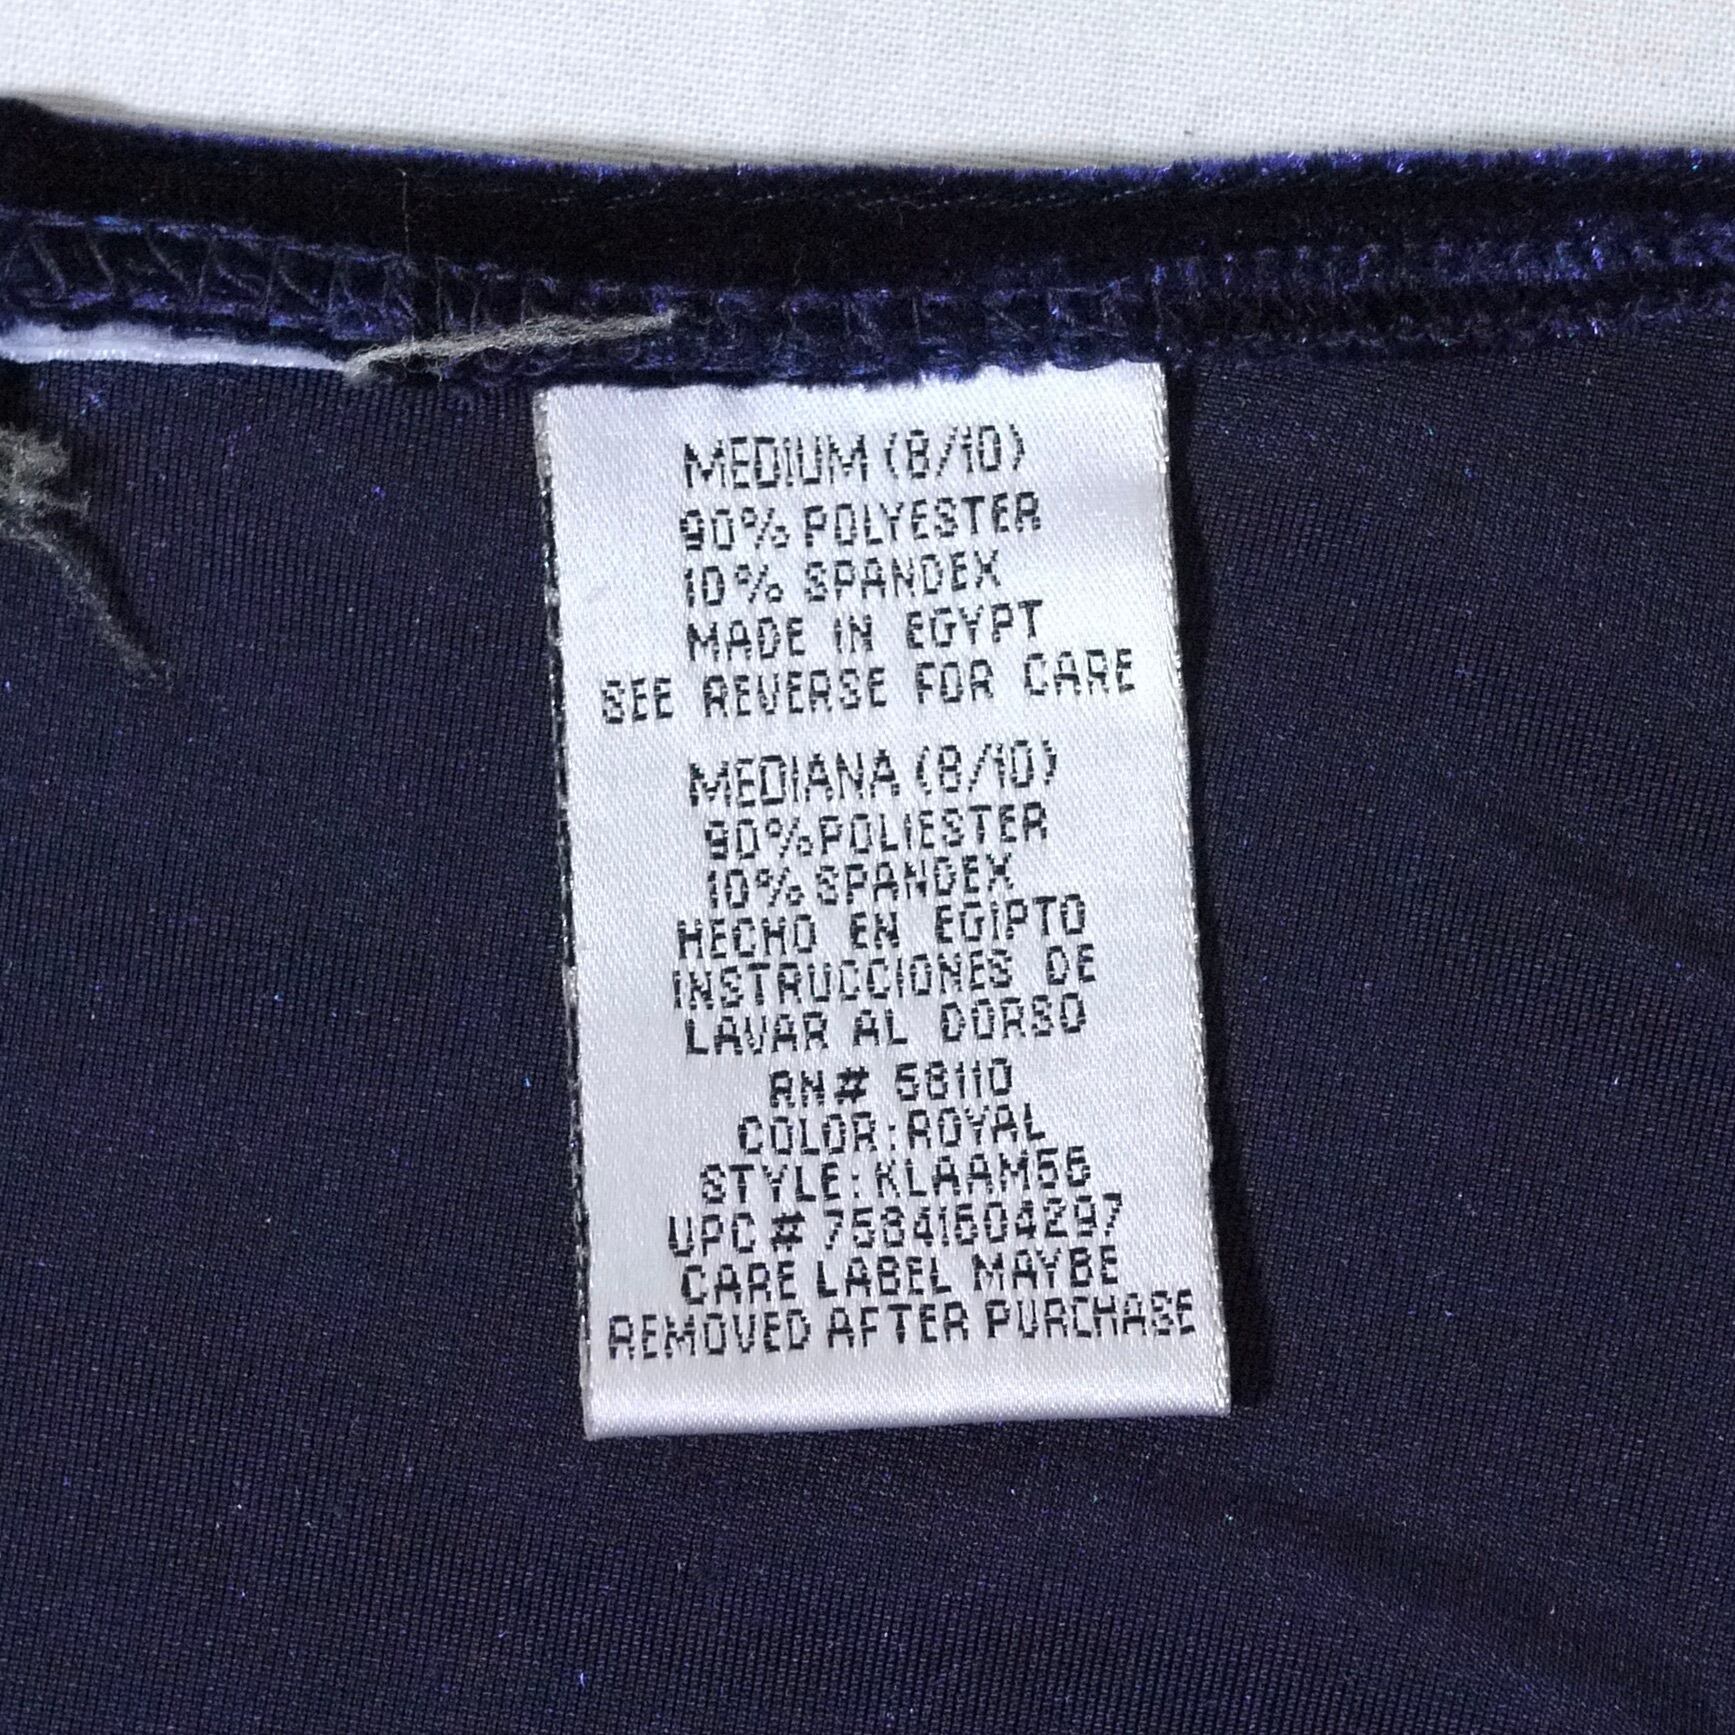 MEDIUM (8/10)
90% POLYESTER
10% SPANDEX
MADE IN EGYPT
SEE REVERSE FOR CARE
MEDIANA (8/10)
90% POLIESTER
10% SPANDEX
HECHO EN EGIPTO
INSTRUCCIONES DE
LAVAR AL DORSO
RN# 58110
COLOR:ROYAL
STYLE:KLAAM56
UPC# 75841604297
CARE LABEL MAYBE
REMOVED AFTER PURCHASE